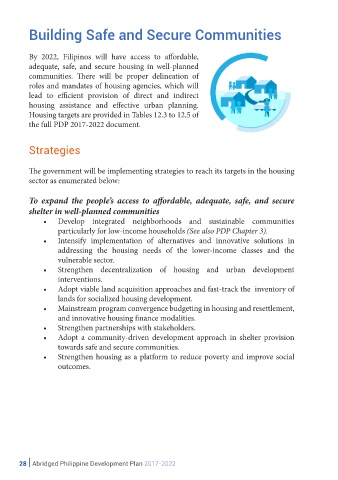 Building Safe and Secure Communities
By 2022, Filipinos will have access to affordable,
adequate, safe, and secure housing in well-planned
communities. There will be proper delineation of
roles and mandates of housing agencies, which will
lead to efficient provision of direct and indirect
housing assistance and effective urban planning.
Housing targets are provided in Tables 12.3 to 12.5 of
the full PDP 2017-2022 document.
Strategies
The government will be implementing strategies to reach its targets in the housing
sector as enumerated below:
To expand the people's access to affordable, adequate, safe, and secure
shelter in well-planned communities
• Develop integrated neighborhoods and sustainable communities
particularly for low-income households (See also PDP Chapter 3).
• Intensify implementation of alternatives and innovative solutions in
addressing the housing needs of the lower-income classes and the
vulnerable sector.
• Strengthen decentralization of housing and urban development
interventions.
• Adopt viable land acquisition approaches and fast-track the inventory of
lands for socialized housing development.
• Mainstream program convergence budgeting in housing and resettlement,
and innovative housing finance modalities.
• Strengthen partnerships with stakeholders.
• Adopt a community-driven development approach in shelter provision
towards safe and secure communities.
• Strengthen housing as a platform to reduce poverty and improve social
outcomes.
28 | Abridged Philippine Development Plan 2017-2022